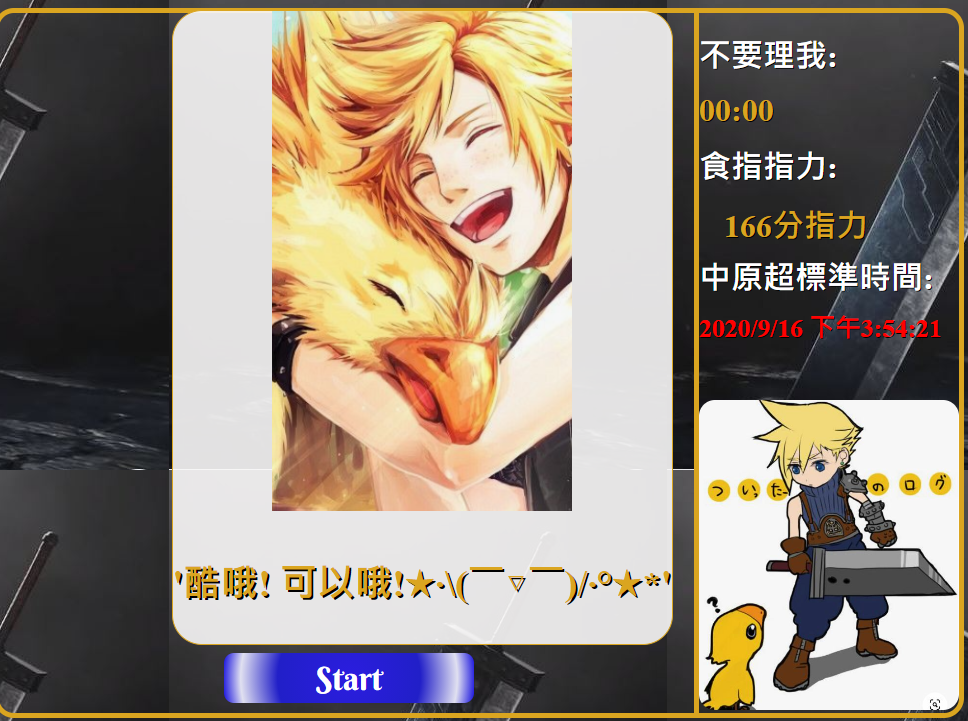 不要理我:
00:00
食指指力:
166分指力
中原超標準時間:
2020/9/16 下午3:54:21
ついたーのログ
?
'酷哦! 可以哦!★·\(￣▽￣)/·°★*'
Start